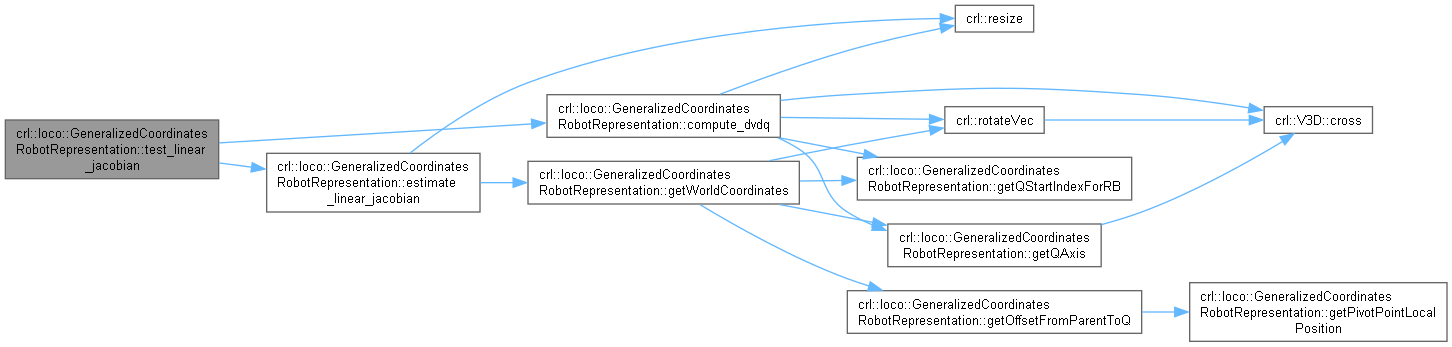 crl::loco::GeneralizedCoordinates
RobotRepresentation::test_linear
_jacobian
crl::loco::GeneralizedCoordinates
RobotRepresentation::estimate
_linear_jacobian
crl::resize
crl::loco::GeneralizedCoordinates
RobotRepresentation::compute_dvdq
crl::loco::GeneralizedCoordinates
RobotRepresentation::getWorldCoordinates
crl::rotateVec
crl::V3D::cross
crl::loco::GeneralizedCoordinates
RobotRepresentation::getQStartIndexForRB
crl::loco::GeneralizedCoordinates
RobotRepresentation::getQAxis
crl::loco::GeneralizedCoordinates
RobotRepresentation::getOffsetFromParentToQ
crl::loco::GeneralizedCoordinates
RobotRepresentation::getPivotPointLocal
Position